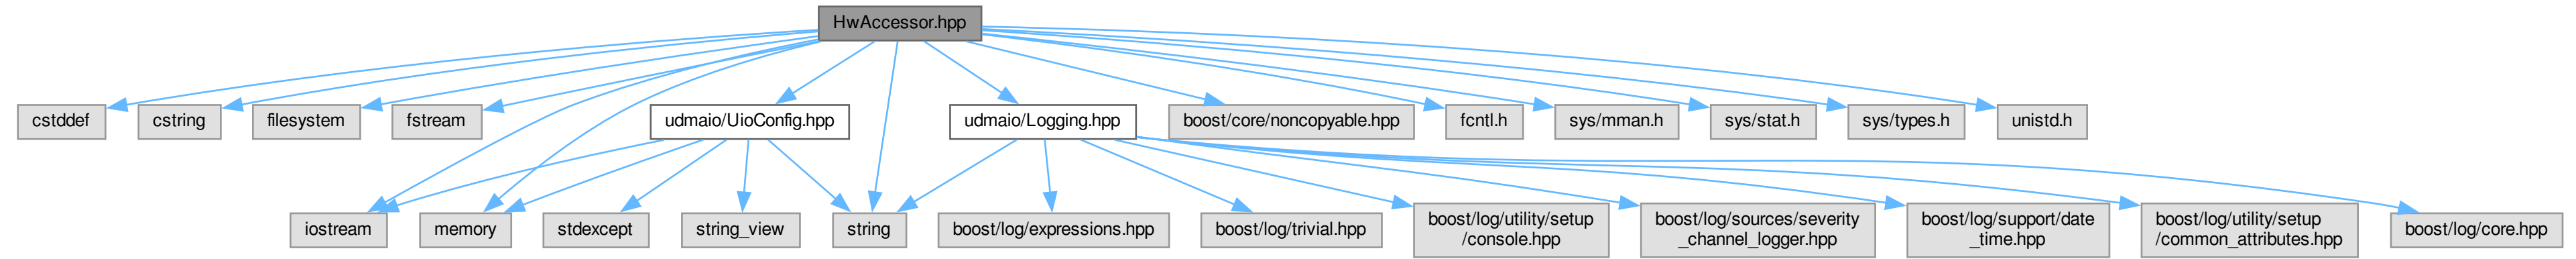 HwAccessor.hpp
cstddef
cstring
filesystem
fstream
udmaio/UioConfig.hpp
udmaio/Logging.hpp
boost/core/noncopyable.hpp
fcntl.h
sys/mman.h
sys/stat.h
sys/types.h
unistd.h
iostream
memory
stdexcept
string_view
string
boost/log/expressions.hpp
boost/log/trivial.hpp
boost/log/utility/setup
/console.hpp
boost/log/sources/severity
_channel_logger.hpp
boost/log/support/date
_time.hpp
boost/log/utility/setup
/common_attributes.hpp
boost/log/core.hpp